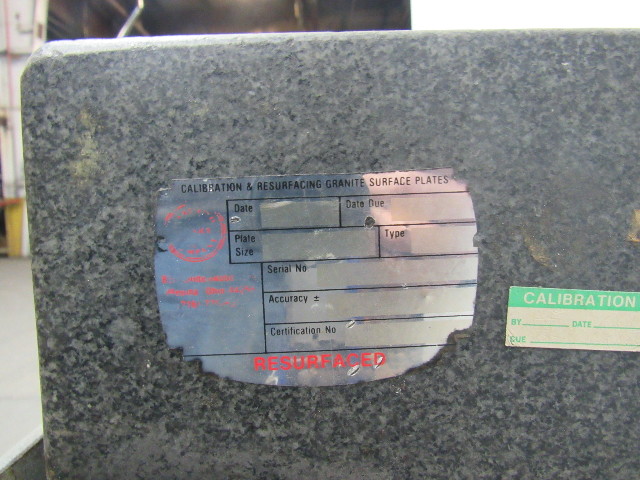 CALIBRATION & RESURFACING GRANITE SURFACE PLATES
Date
Date Due
Plate Size
Type
Serial No
Accuracy ±
Certification No
RESURFACED
CALIBRATION
BY DATE
DUE